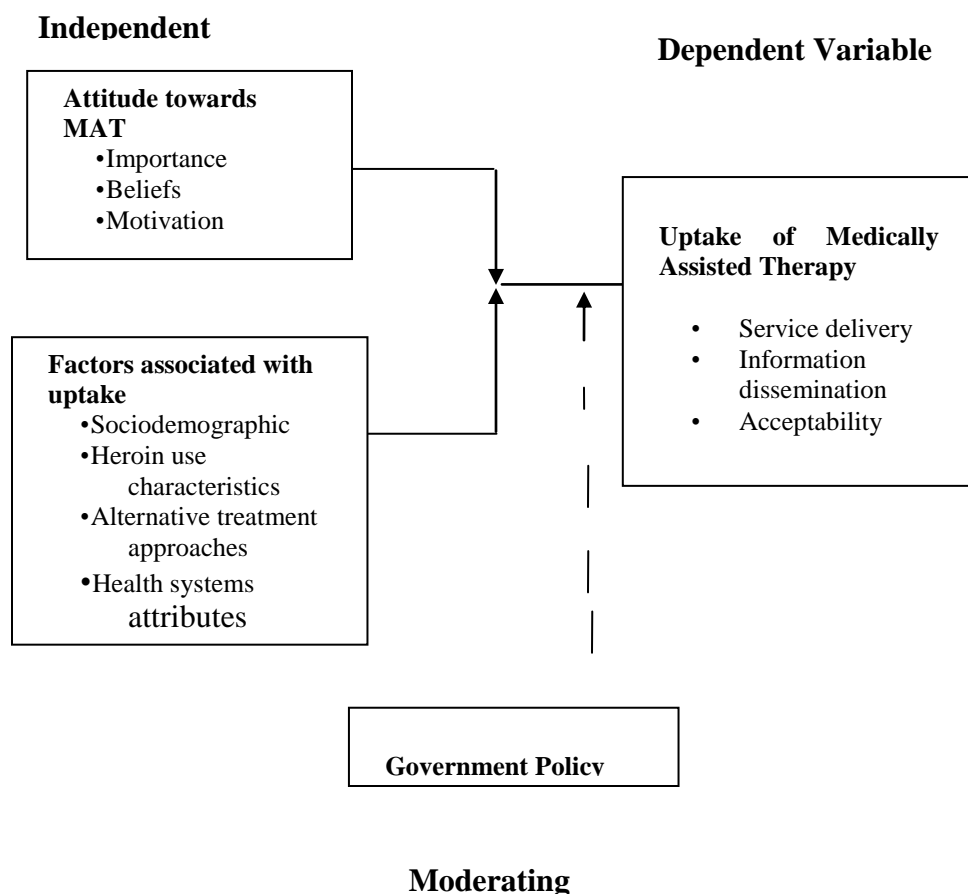 Independent
Attitude towards
MAT
•Importance
•Beliefs
•Motivation
Factors associated with
uptake
•Sociodemographic
•Heroin use
characteristics
•Alternative treatment
approaches
•Health systems
attributes
Dependent Variable
Uptake of Medically
Assisted Therapy
• Service delivery
• Information
dissemination
• Acceptability
Government Policy
Moderating